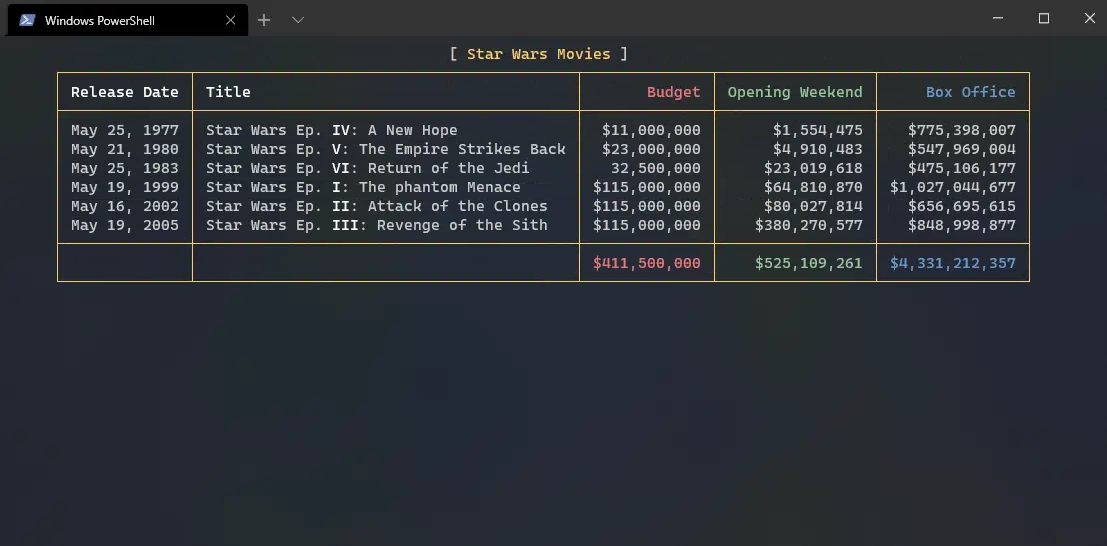 Windows PowerShell
[ Star Wars Movies ]
Release Date Title Budget Opening Weekend Box Office
May 25, 1977 Star Wars Ep. IV: A New Hope $11,000,000 $1,554,475 $775,398,007
May 21, 1980 Star Wars Ep. V: The Empire Strikes Back $23,000,000 $4,910,483 $547,969,004
May 25, 1983 Star Wars Ep. VI: Return of the Jedi 32,500,000 $23,019,618 $475,106,177
May 19, 1999 Star Wars Ep. I: The phantom Menace $115,000,000 $64,810,870 $1,027,044,677
May 16, 2002 Star Wars Ep. II: Attack of the Clones $115,000,000 $80,027,814 $656,695,615
May 19, 2005 Star Wars Ep. III: Revenge of the Sith $115,000,000 $380,270,577 $848,998,877
$411,500,000 $525,109,261 $4,331,212,357